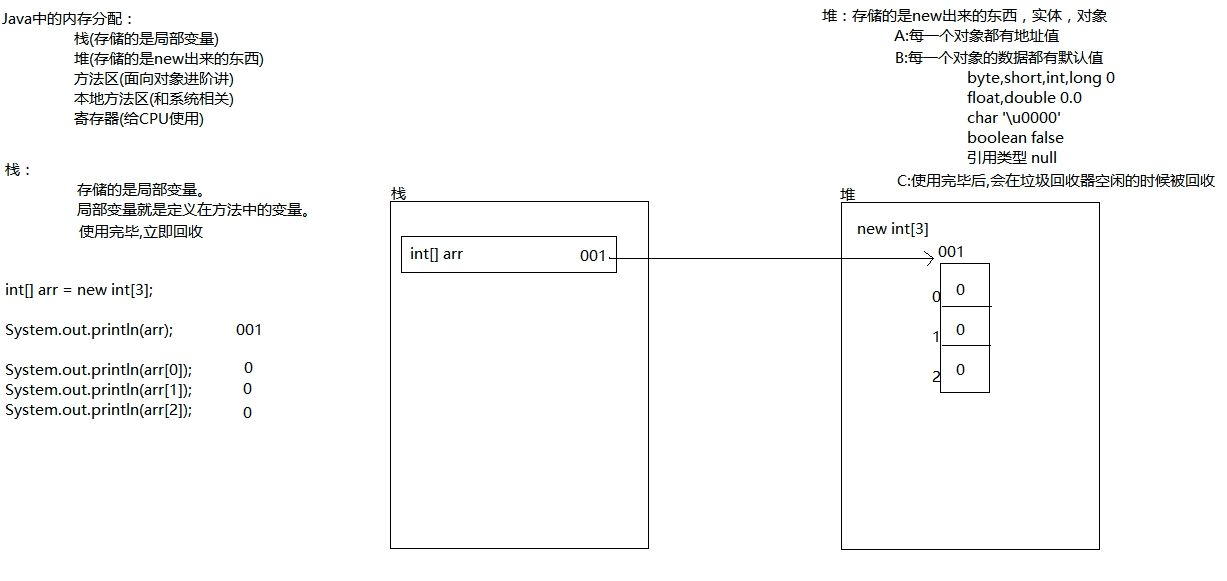 Java中的内存分配：
栈(存储的是局部变量)
堆(存储的是new出来的东西)
方法区(面向对象进阶讲)
本地方法区(和系统相关)
寄存器(给CPU使用)
栈：
存储的是局部变量。
局部变量就是定义在方法中的变量。
使用完毕,立即回收
int[] arr = new int[3];
System.out.println(arr); 001
System.out.println(arr[0]); 0
System.out.println(arr[1]); 0
System.out.println(arr[2]); 0
栈
int[] arr 001
堆：存储的是new出来的东西，实体，对象
A:每一个对象都有地址值
B:每一个对象的数据都有默认值
byte,short,int,long 0
float,double 0.0
char '\u0000'
boolean false
引用类型 null
C:使用完毕后,会在垃圾回收器空闲的时候被回收
堆
new int[3]
001
0 0
1 0
2 0